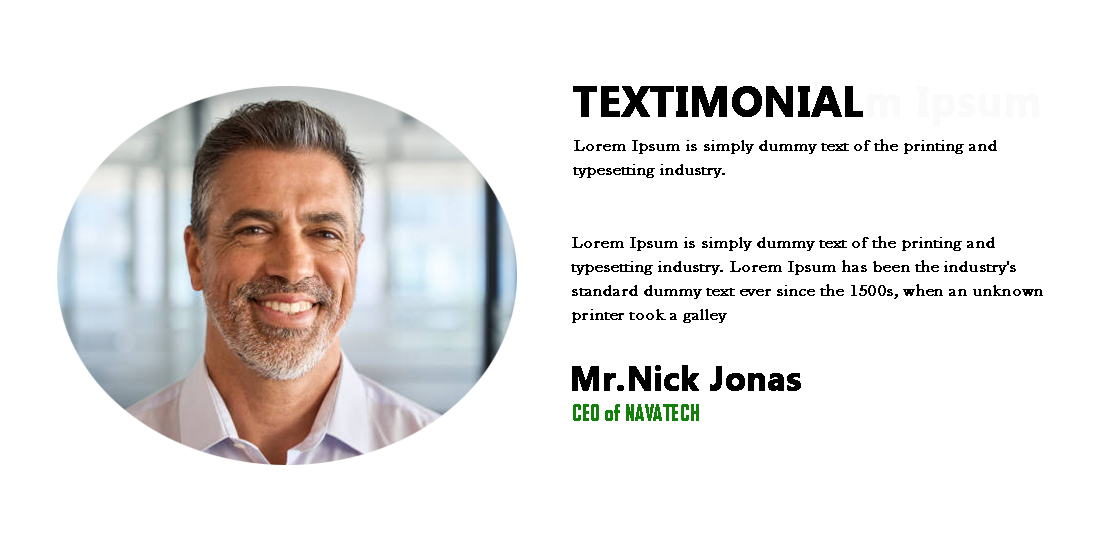 TEXTIMONIALm Ipsum
Lorem Ipsum is simply dummy text of the printing and
typesetting industry.
Lorem Ipsum is simply dummy text of the printing and
typesetting industry. Lorem Ipsum has been the industry's
standard dummy text ever since the 1500s, when an unknown
printer took a galley
Mr.Nick Jonas
CEO of NAVATECH